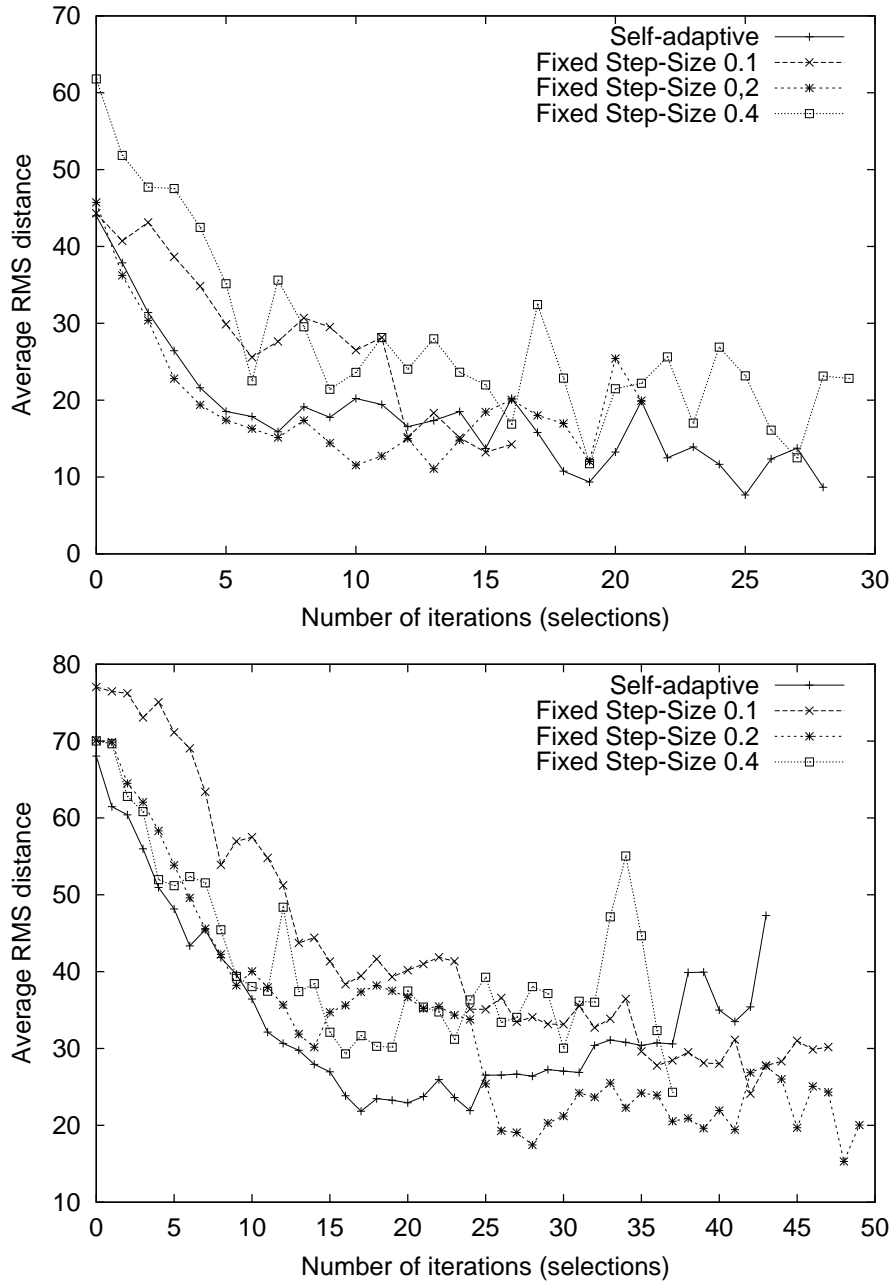 70
60
50
40
30
20
10
0
Average RMS distance
Self-adaptive
Fixed Step-Size 0.1
Fixed Step-Size 0,2
Fixed Step-Size 0.4
0 5 10 15 20 25 30
Number of iterations (selections)
80
70
60
50
40
30
20
10
Average RMS distance
Self-adaptive
Fixed Step-Size 0.1
Fixed Step-Size 0.2
Fixed Step-Size 0.4
0 5 10 15 20 25 30 35 40 45 50
Number of iterations (selections)